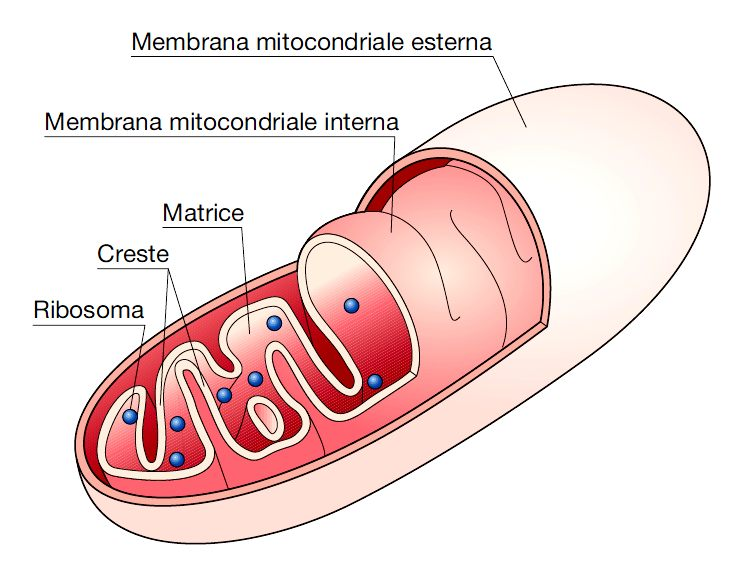 Membrana mitocondriale esterna
Membrana mitocondriale interna
Matrice
Creste
Ribosoma